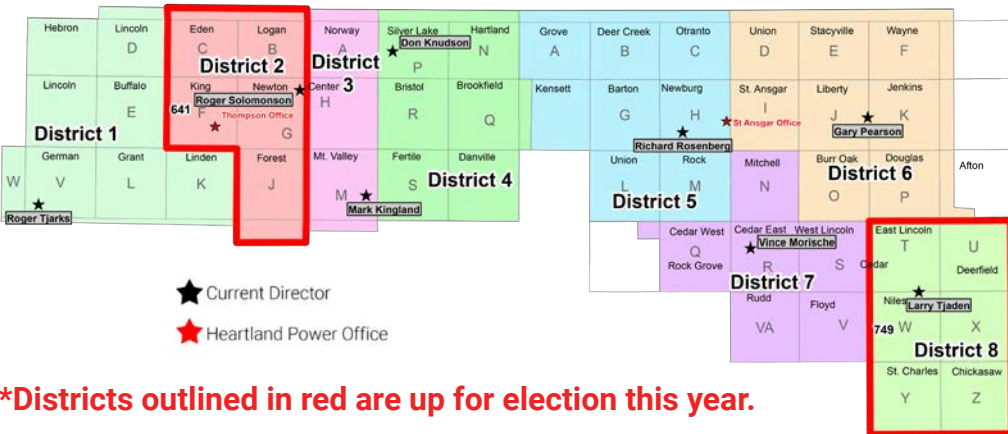 Hebron
Lincoln
D
Eden
C
Logan
B
District 2
Norway
A
District
3
Silver Lake
Don Knudson
P
Hartland
N
Grove
A
Deer Creek
B
Otranto
C
Union
D
Stacyville
E
Wayne
F
Lincoln
Buffalo
E
King
Newton
Roger Solomonson
641
F
Thompson Office
G
Center
H
Bristol
R
Brookfield
Q
Kensett
Barton
G
Newburg
H
Richard Rosenberg
St. Ansgar
I
St Ansgar Office
Liberty
J
Jenkins
K
Gary Pearson
District 1
German
W
V
Roger Tjarks
Grant
L
Linden
K
Forest
J
Mt. Valley
M
Mark Kingland
Fertile
S
Danville
District 4
Union
L
Rock
M
District 5
Mitchell
N
Burr Oak
O
Douglas
P
District 6
Afton
Cedar West
Q
Rock Grove
Cedar East
West Lincoln
Vince Morische
R
S
Cedar
District 7
East Lincoln
T
U
Deerfield
Rudd
VA
Floyd
V
Niles
Larry Tjaden
749
W
X
District 8
St. Charles
Y
Chickasaw
Z
Current Director
Heartland Power Office
*Districts outlined in red are up for election this year.